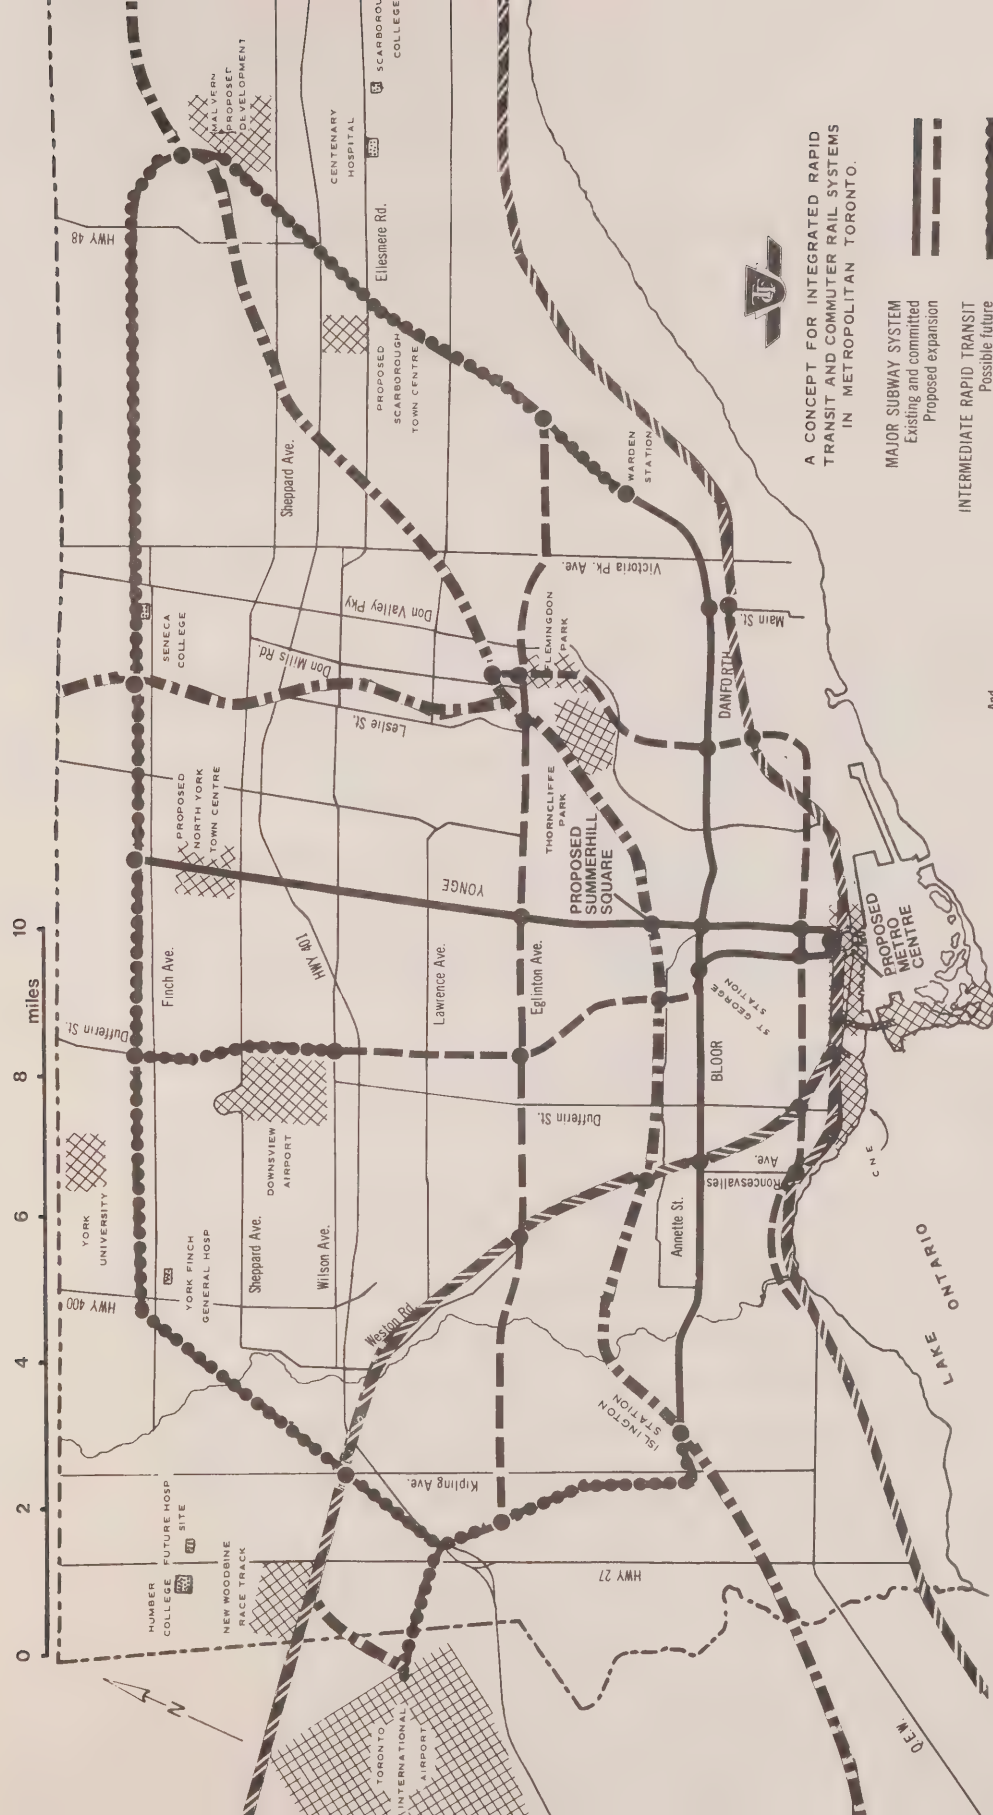 miles
0
2
4
6
8
10
HUMBER
COLLEGE
FUTURE HOSP
SITE
NEW WOODBINE
RACE TRACK
TORONTO
INTERNATIONAL
AIRPORT
N
HWY 27
Kipling Ave.
Q.E.W.
HWY 400
YORK
UNIVERSITY
YORK FINCH
GENERAL HOSP
Sheppard Ave.
Wilson Ave.
Weston Rd.
ISLINGTON
STATION
Annette St.
Roncesvalles
Ave.
DOWNSVIEW
AIRPORT
Dufferin St.
Dufferin St.
Finch Ave.
HWY 401
Lawrence Ave.
Eglinton Ave.
BLOOR
ST GEORGE
STATION
CNE
LAKE ONTARIO
YONGE
PROPOSED
NORTH YORK
TOWN CENTRE
PROPOSED
SUMMERHILL
SQUARE
PROPOSED
METRO
CENTRE
THORNCLIFFE
PARK
FLEMINGDON
PARK
SENECA
COLLEGE
Leslie St.
Don Mills Rd.
Don Valley Pky
Victoria Pk. Ave.
DANFORTH
Main St.
WARDEN
STATION
Sheppard Ave.
PROPOSED
SCARBOROUGH
TOWN CENTRE
Ellesmere Rd.
HWY 48
MALVERN
PROPOSED
DEVELOPMENT
CENTENARY
HOSPITAL
SCARBOROU
COLLEGE
TTC
A CONCEPT FOR INTEGRATED RAPID
TRANSIT AND COMMUTER RAIL SYSTEMS
IN METROPOLITAN TORONTO.
MAJOR SUBWAY SYSTEM
Existing and committed
Proposed expansion
INTERMEDIATE RAPID TRANSIT
Possible future